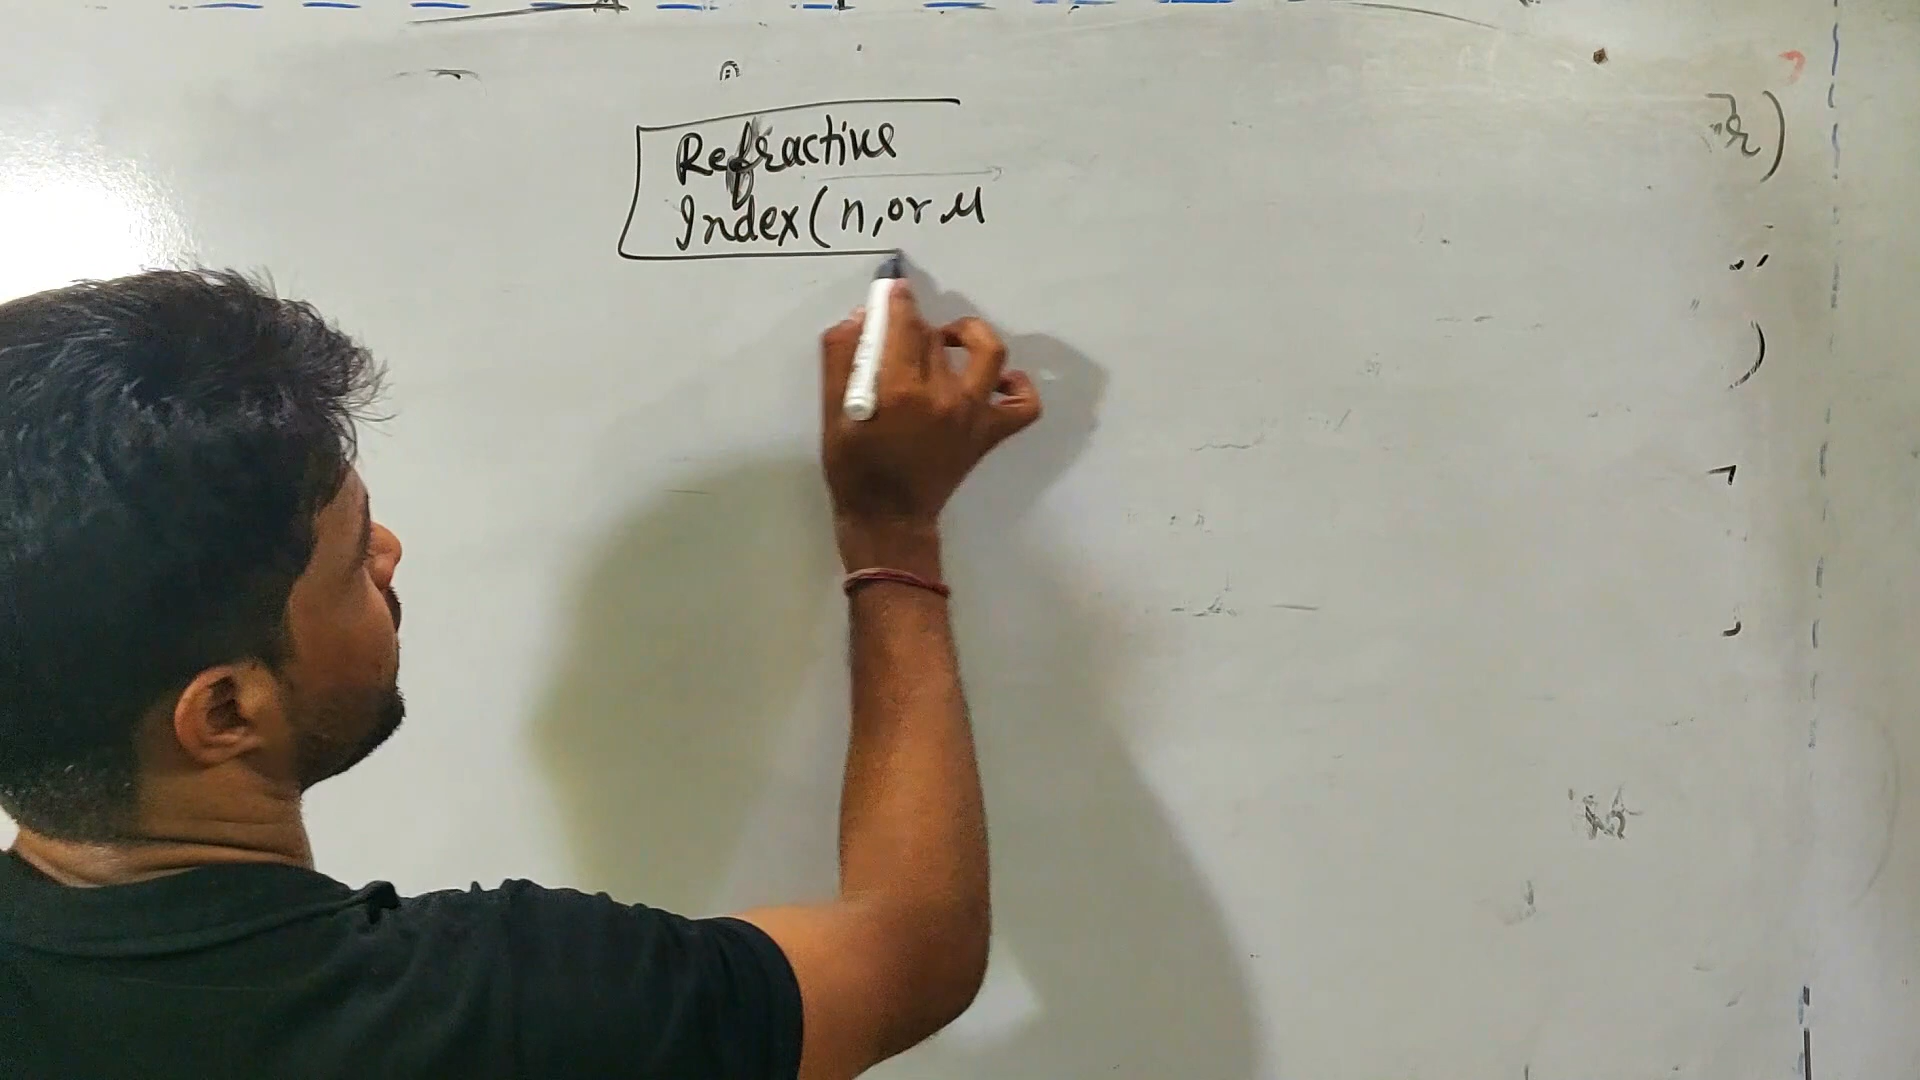 Refractive
Index (n, or μ